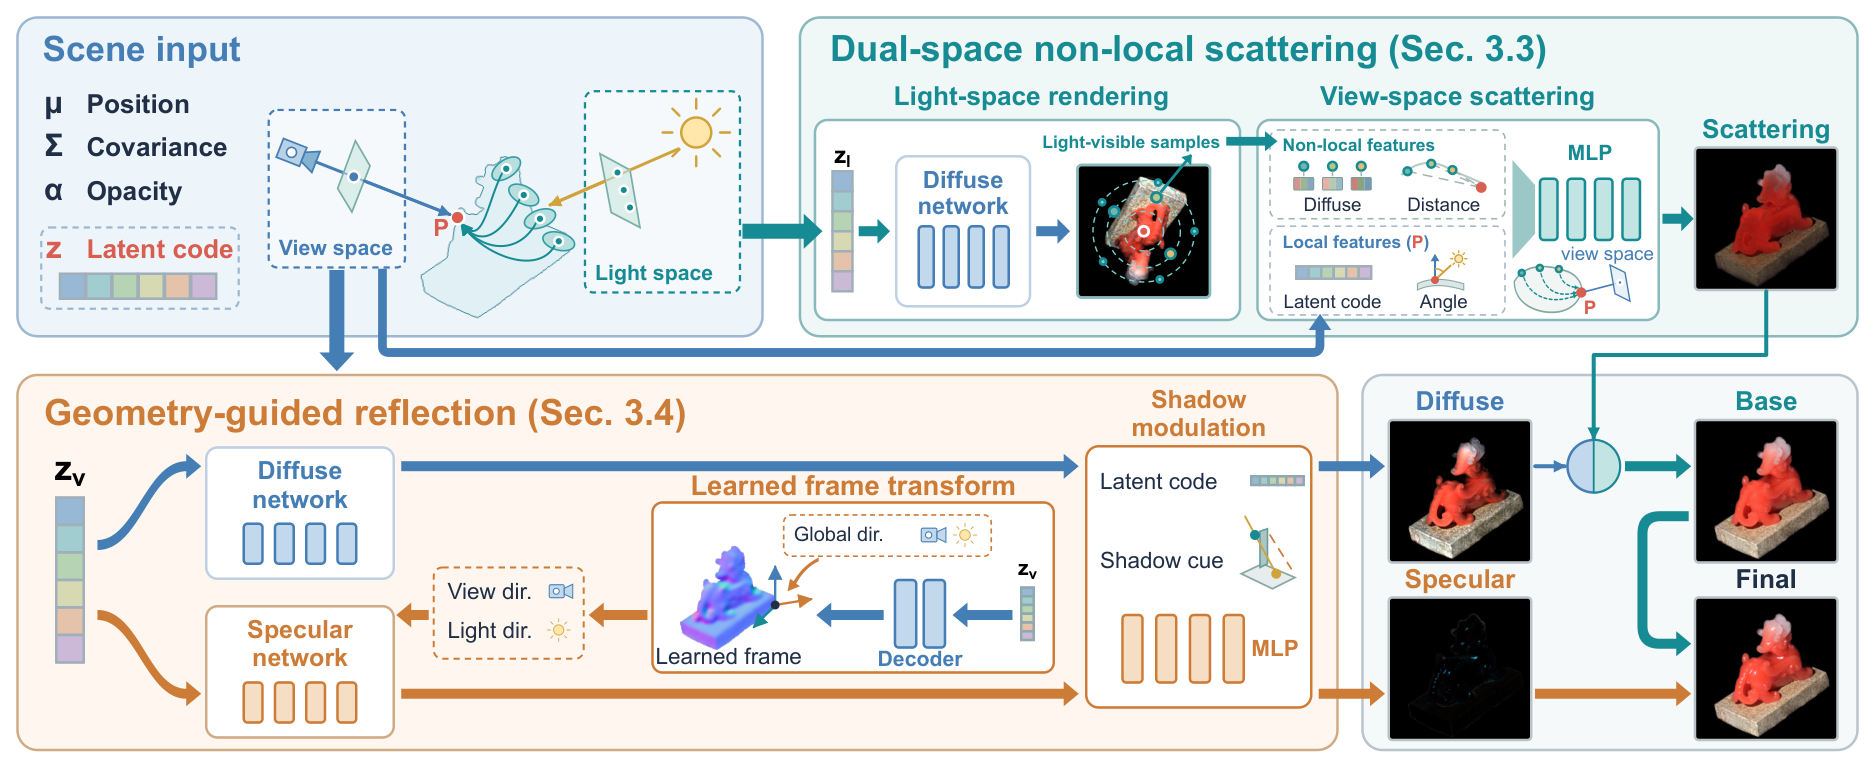 Scene input
μ Position
Σ Covariance
α Opacity
z Latent code
View space
P
Light space
Dual-space non-local scattering (Sec. 3.3)
Light-space rendering
z_l
Diffuse
network
Light-visible samples
View-space scattering
Non-local features
Diffuse
Distance
Local features (P)
Latent code
Angle
MLP
view space
P
Scattering
Geometry-guided reflection (Sec. 3.4)
z_v
Diffuse
network
Specular
network
View dir.
Light dir.
Learned frame transform
Global dir.
Learned frame
Decoder
z_v
Shadow
modulation
Latent code
Shadow cue
MLP
Diffuse
Base
Specular
Final